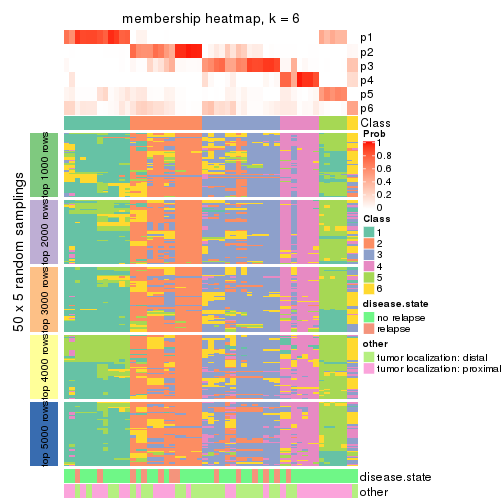 membership heatmap, k = 6
p1
p2
p3
p4
p5
p6
Class
Prob
1
0.8
0.6
0.4
0.2
0
Class
1
2
3
4
5
6
disease.state
no relapse
relapse
other
tumor localization: distal
tumor localization: proximal
50 x 5 random samplings
top 1000 rows
top 2000 rows
top 3000 rows
top 4000 rows
top 5000 rows
disease.state
other